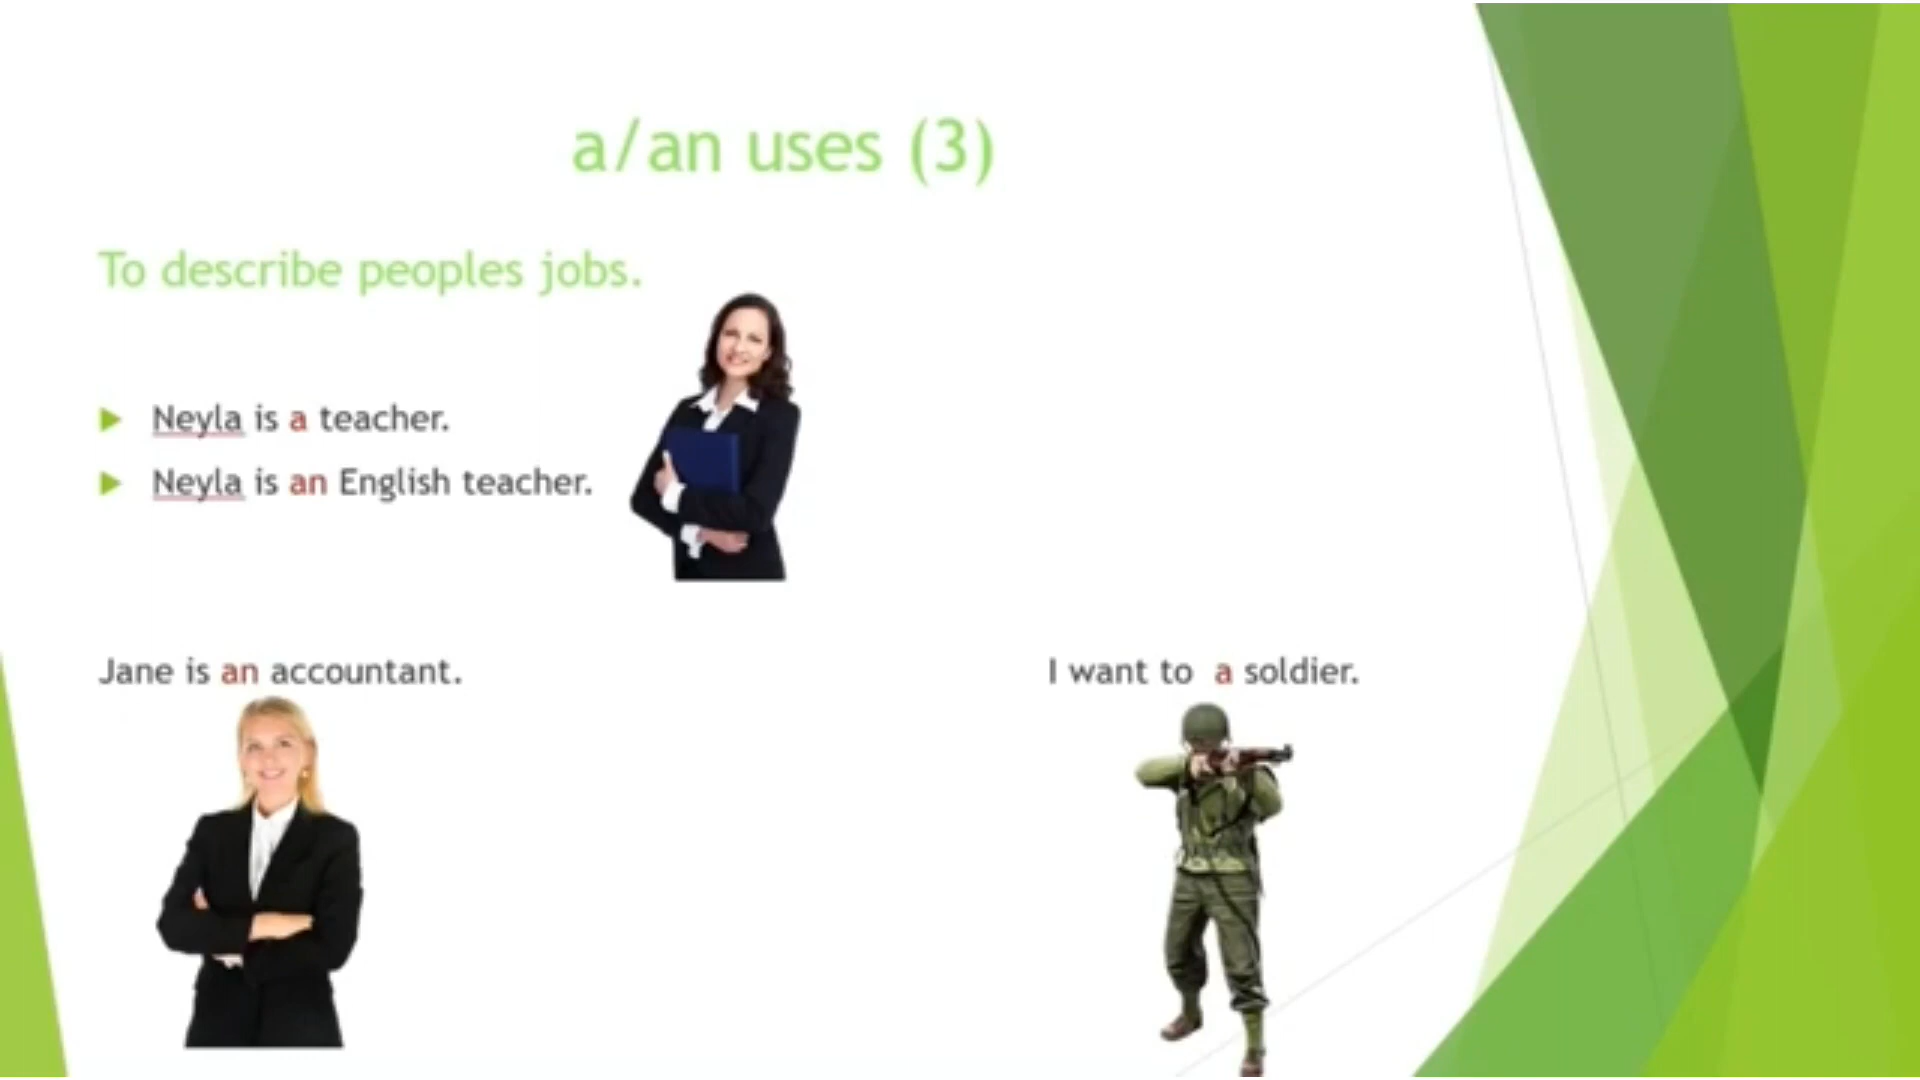 a/an uses (3)
To describe peoples jobs.
Neyla is a teacher.
Neyla is an English teacher.
Jane is an accountant.
I want to a soldier.